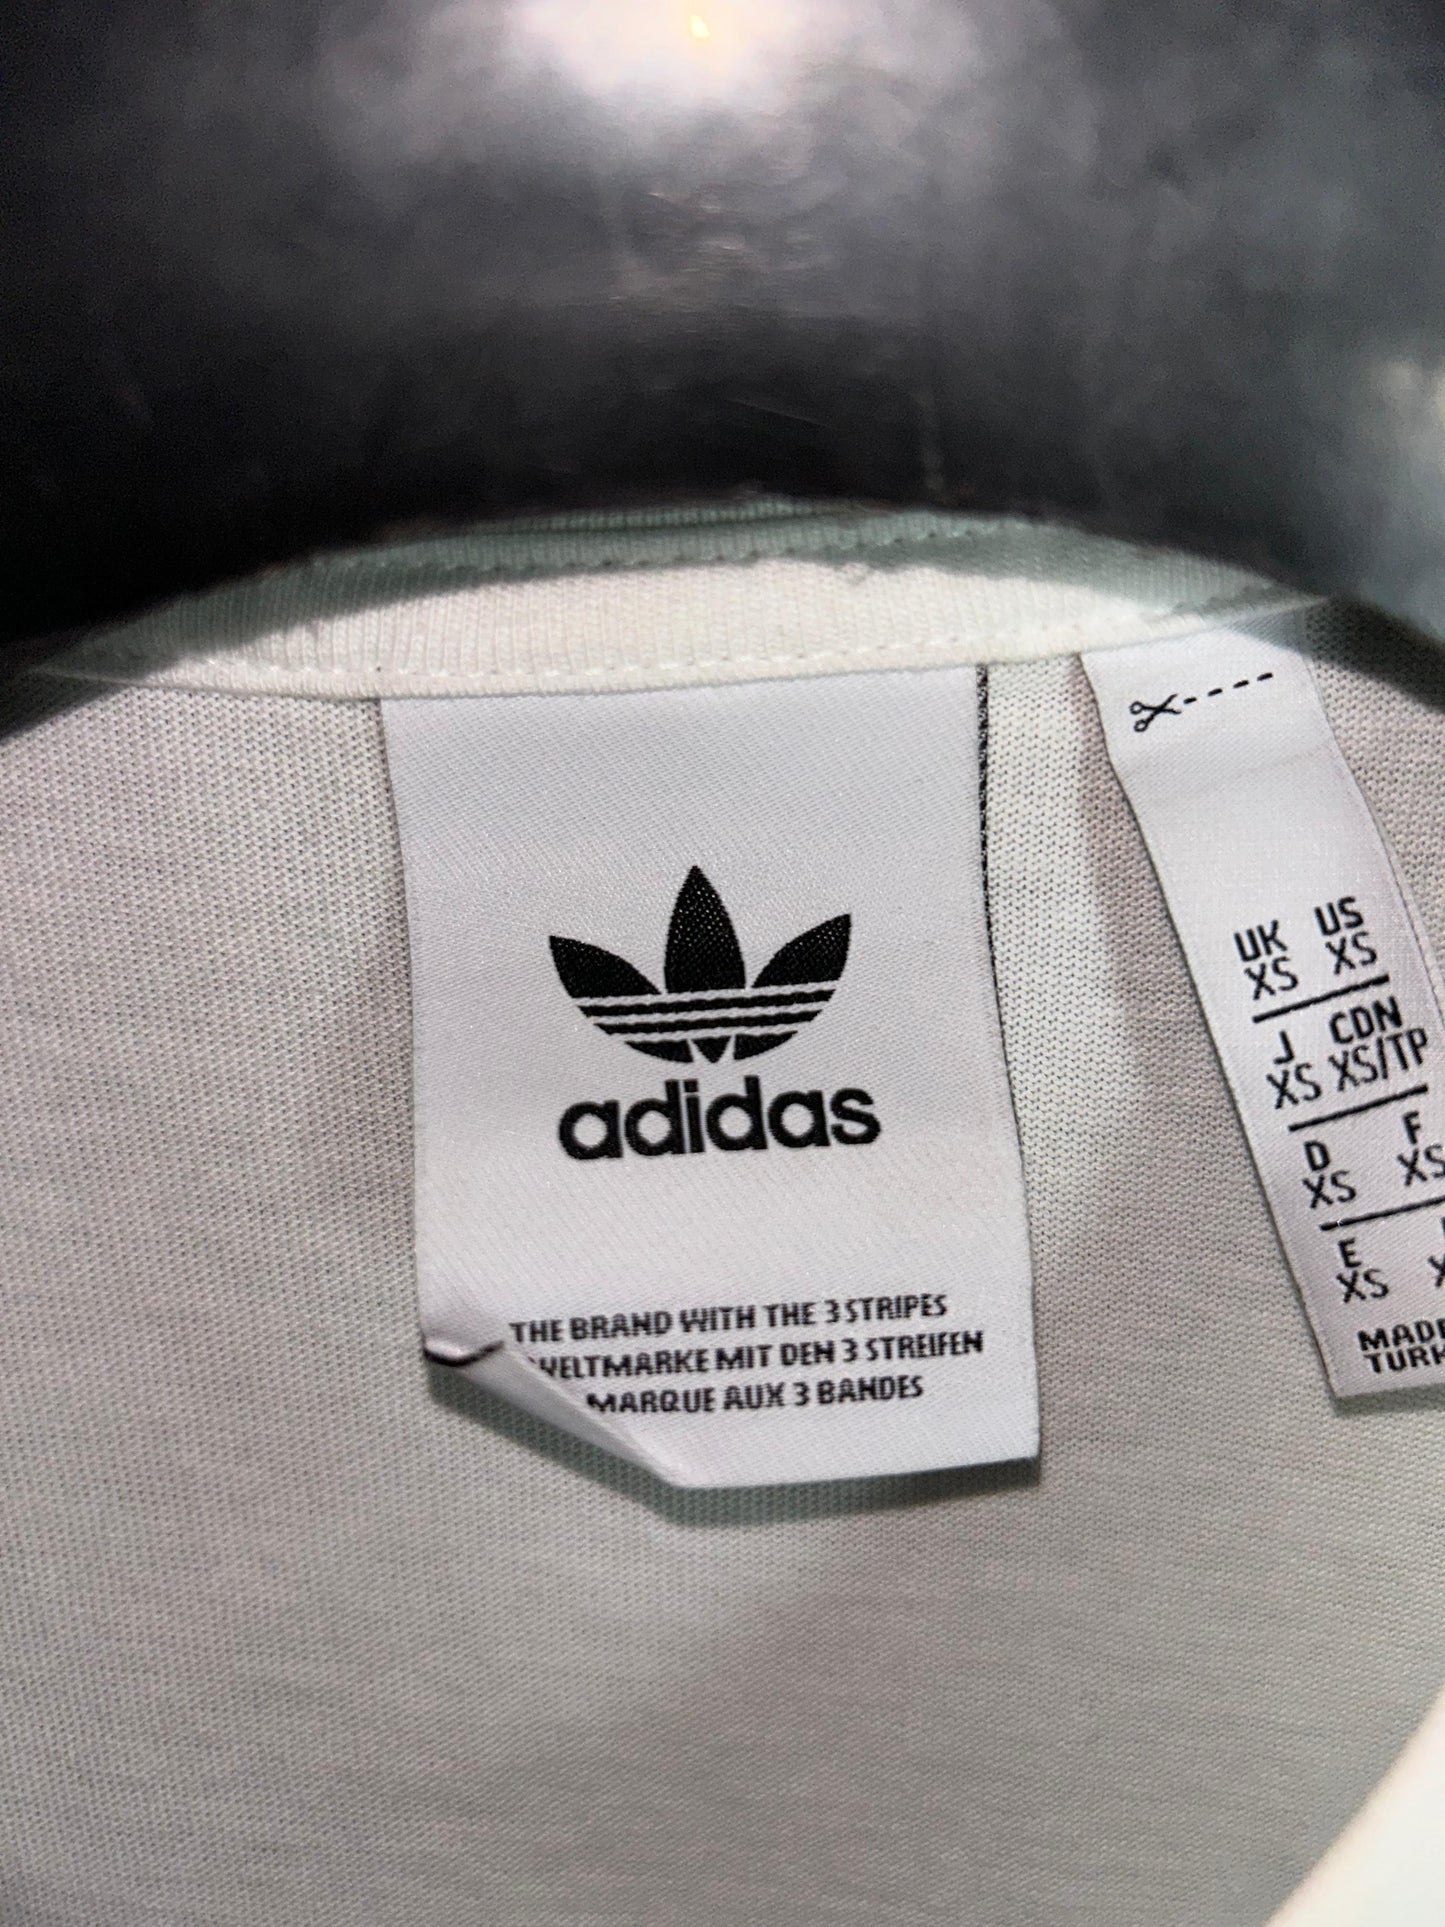 adidas
THE BRAND WITH THE 3 STRIPES
WELTMARKE MIT DEN 3 STREIFEN
MARQUE AUX 3 BANDES
UK US
XS XS
J CDN
XS XS/TP
D F
XS XS
E
XS
MADE